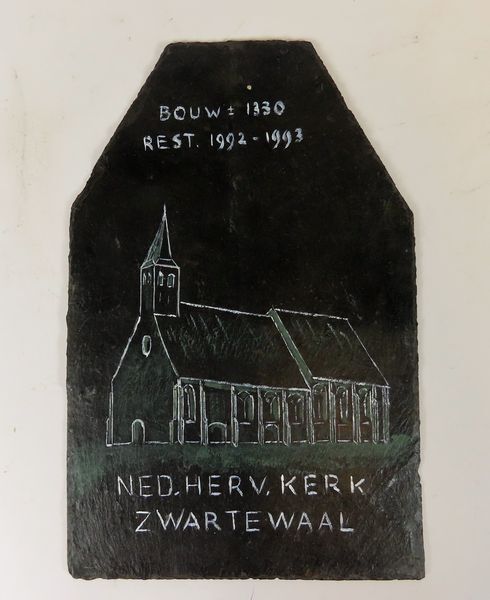 BOUW ± 1330
REST. 1992-1993
NED. HERV. KERK
ZWARTEWAAL